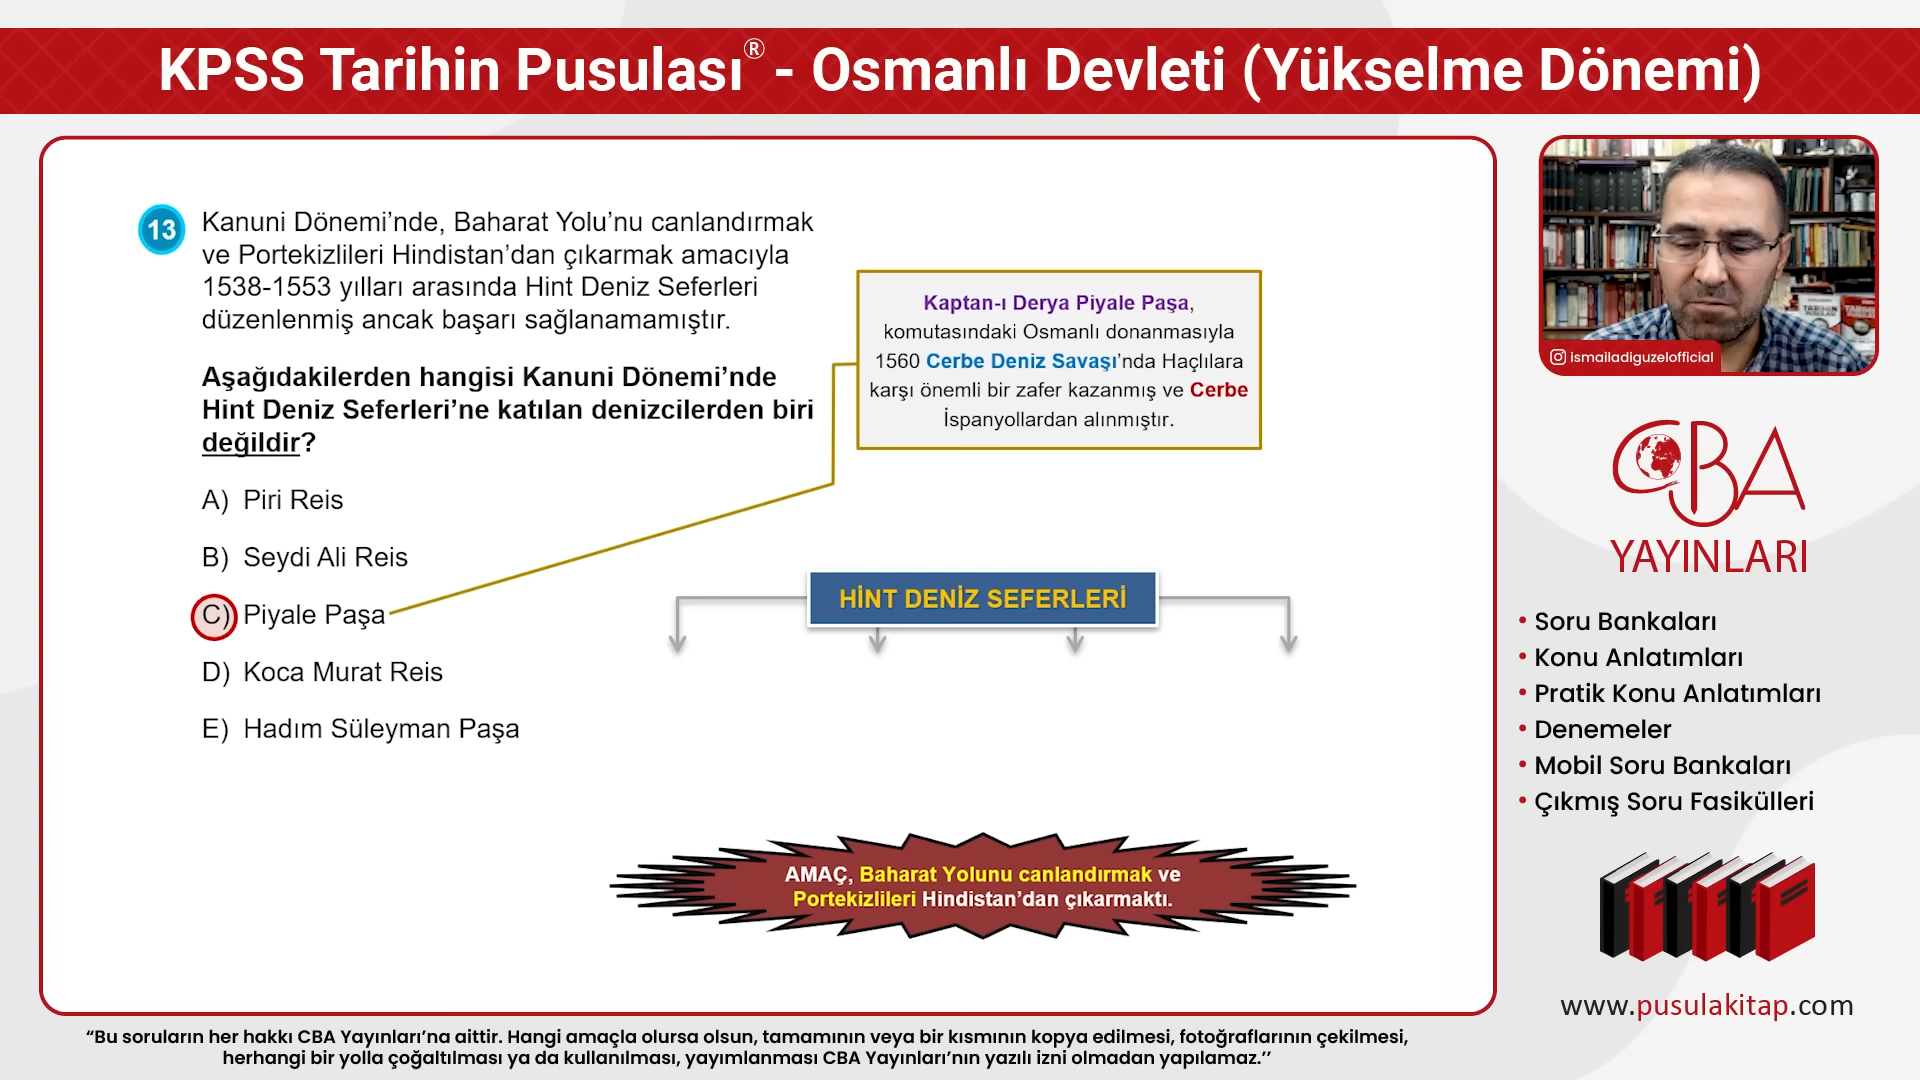 KPSS Tarihin Pusulası® - Osmanlı Devleti (Yükselme Dönemi)
13
Kanuni Dönemi’nde, Baharat Yolu’nu canlandırmak
ve Portekizlileri Hindistan’dan çıkarmak amacıyla
1538-1553 yılları arasında Hint Deniz Seferleri
düzenlenmiş ancak başarı sağlanamamıştır.
Aşağıdakilerden hangisi Kanuni Dönemi’nde
Hint Deniz Seferleri’ne katılan denizcilerden biri
değildir?
A) Piri Reis
B) Seydi Ali Reis
C) Piyale Paşa
D) Koca Murat Reis
E) Hadım Süleyman Paşa
Kaptan-ı Derya Piyale Paşa,
komutasındaki Osmanlı donanmasıyla
1560 Cerbe Deniz Savaşı’nda Haçlılara
karşı önemli bir zafer kazanmış ve Cerbe
İspanyollardan alınmıştır.
HİNT DENİZ SEFERLERİ
AMAÇ, Baharat Yolunu canlandırmak ve
Portekizlileri Hindistan’dan çıkarmaktı.
ismailadiguzelofficial
CBA
YAYINLARI
• Soru Bankaları
• Konu Anlatımları
• Pratik Konu Anlatımları
• Denemeler
• Mobil Soru Bankaları
• Çıkmış Soru Fasikülleri
www.pusulakitap.com
“Bu soruların her hakkı CBA Yayınları’na aittir. Hangi amaçla olursa olsun, tamamının veya bir kısmının kopya edilmesi, fotoğraflarının çekilmesi,
herhangi bir yolla çoğaltılması ya da kullanılması, yayımlanması CBA Yayınları’nın yazılı izni olmadan yapılamaz.’’